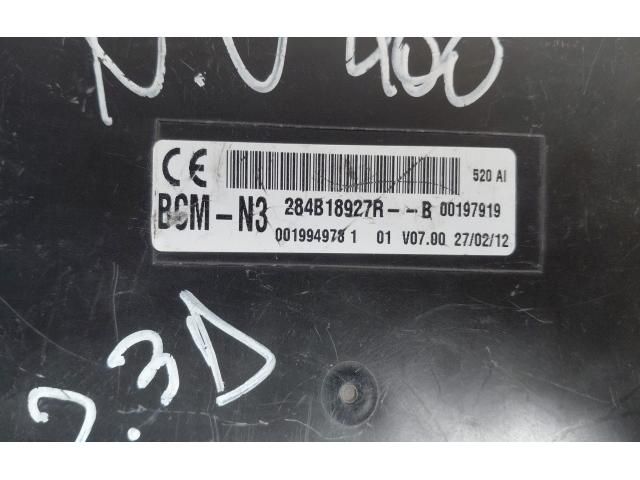 N.V 400
CE 520 AI
BCM-N3 284B18927R--B 00197919
001994978 1 01 V07.00 27/02/12
2.3D